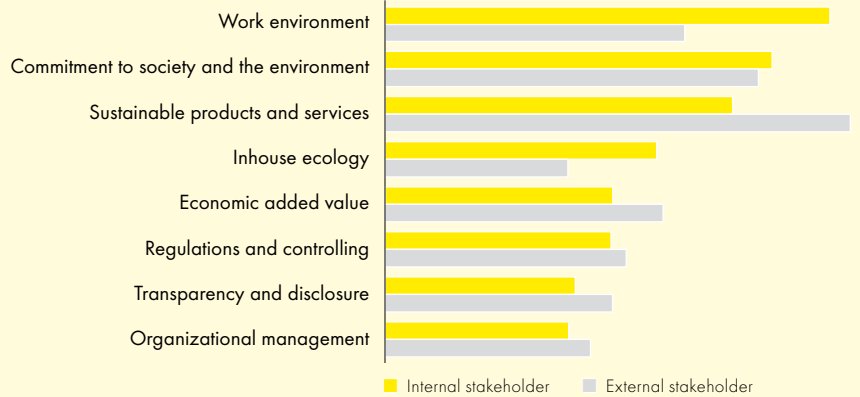 Work environment
Commitment to society and the environment
Sustainable products and services
Inhouse ecology
Economic added value
Regulations and controlling
Transparency and disclosure
Organizational management
Internal stakeholder External stakeholder